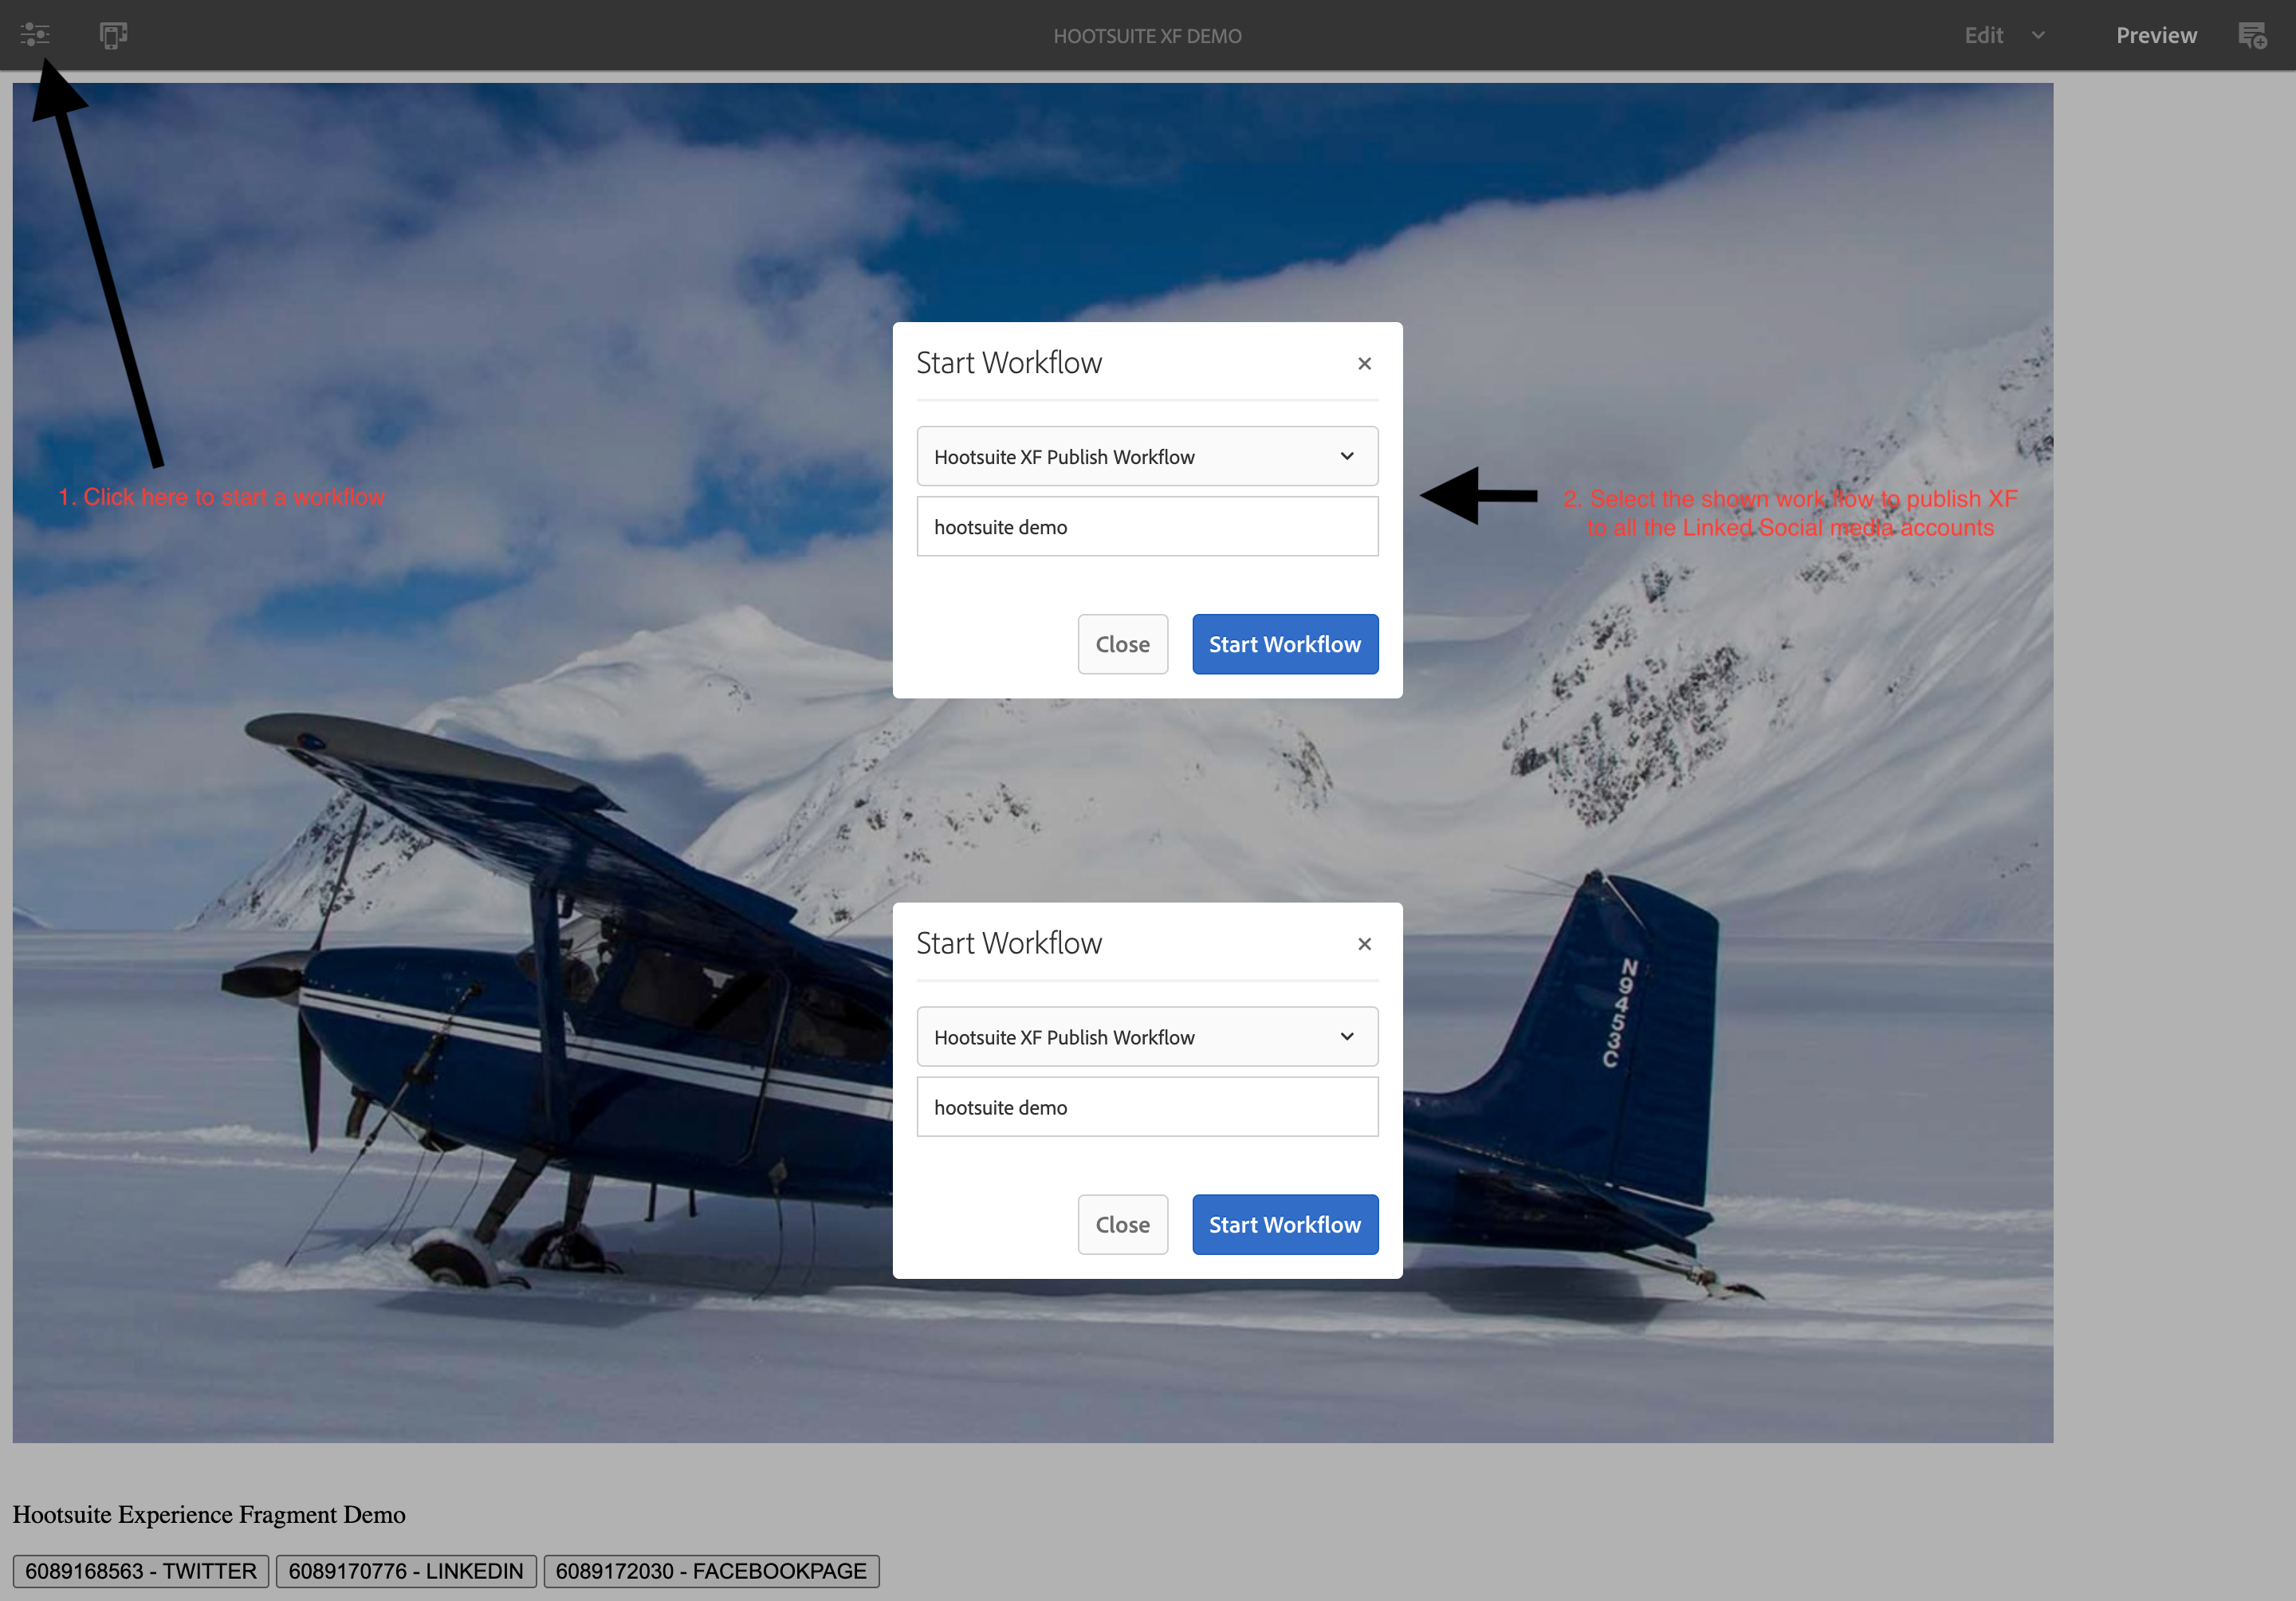 HOOTSUITE XF DEMO
Edit
Preview
Start Workflow
Hootsuite XF Publish Workflow
hootsuite demo
Close
Start Workflow
1. Click here to start a workflow
2. Select the shown work flow to publish XF
to all the Linked Social media accounts
Start Workflow
Hootsuite XF Publish Workflow
hootsuite demo
Close
Start Workflow
N9453C
Hootsuite Experience Fragment Demo
6089168563 - TWITTER
6089170776 - LINKEDIN
6089172030 - FACEBOOKPAGE